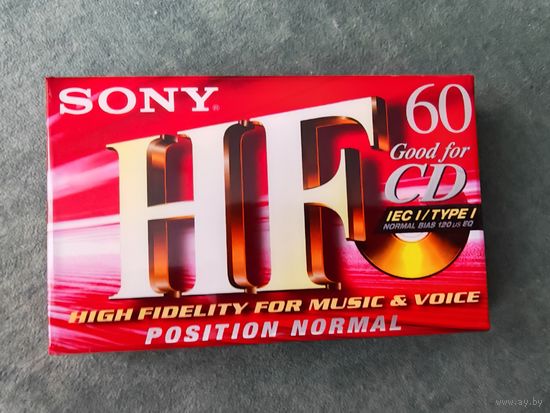 SONY®
HF
60
Good for
CD
IEC I / TYPE I
NORMAL BIAS 120 µs EQ
HIGH FIDELITY FOR MUSIC & VOICE
POSITION NORMAL
www.ay.by